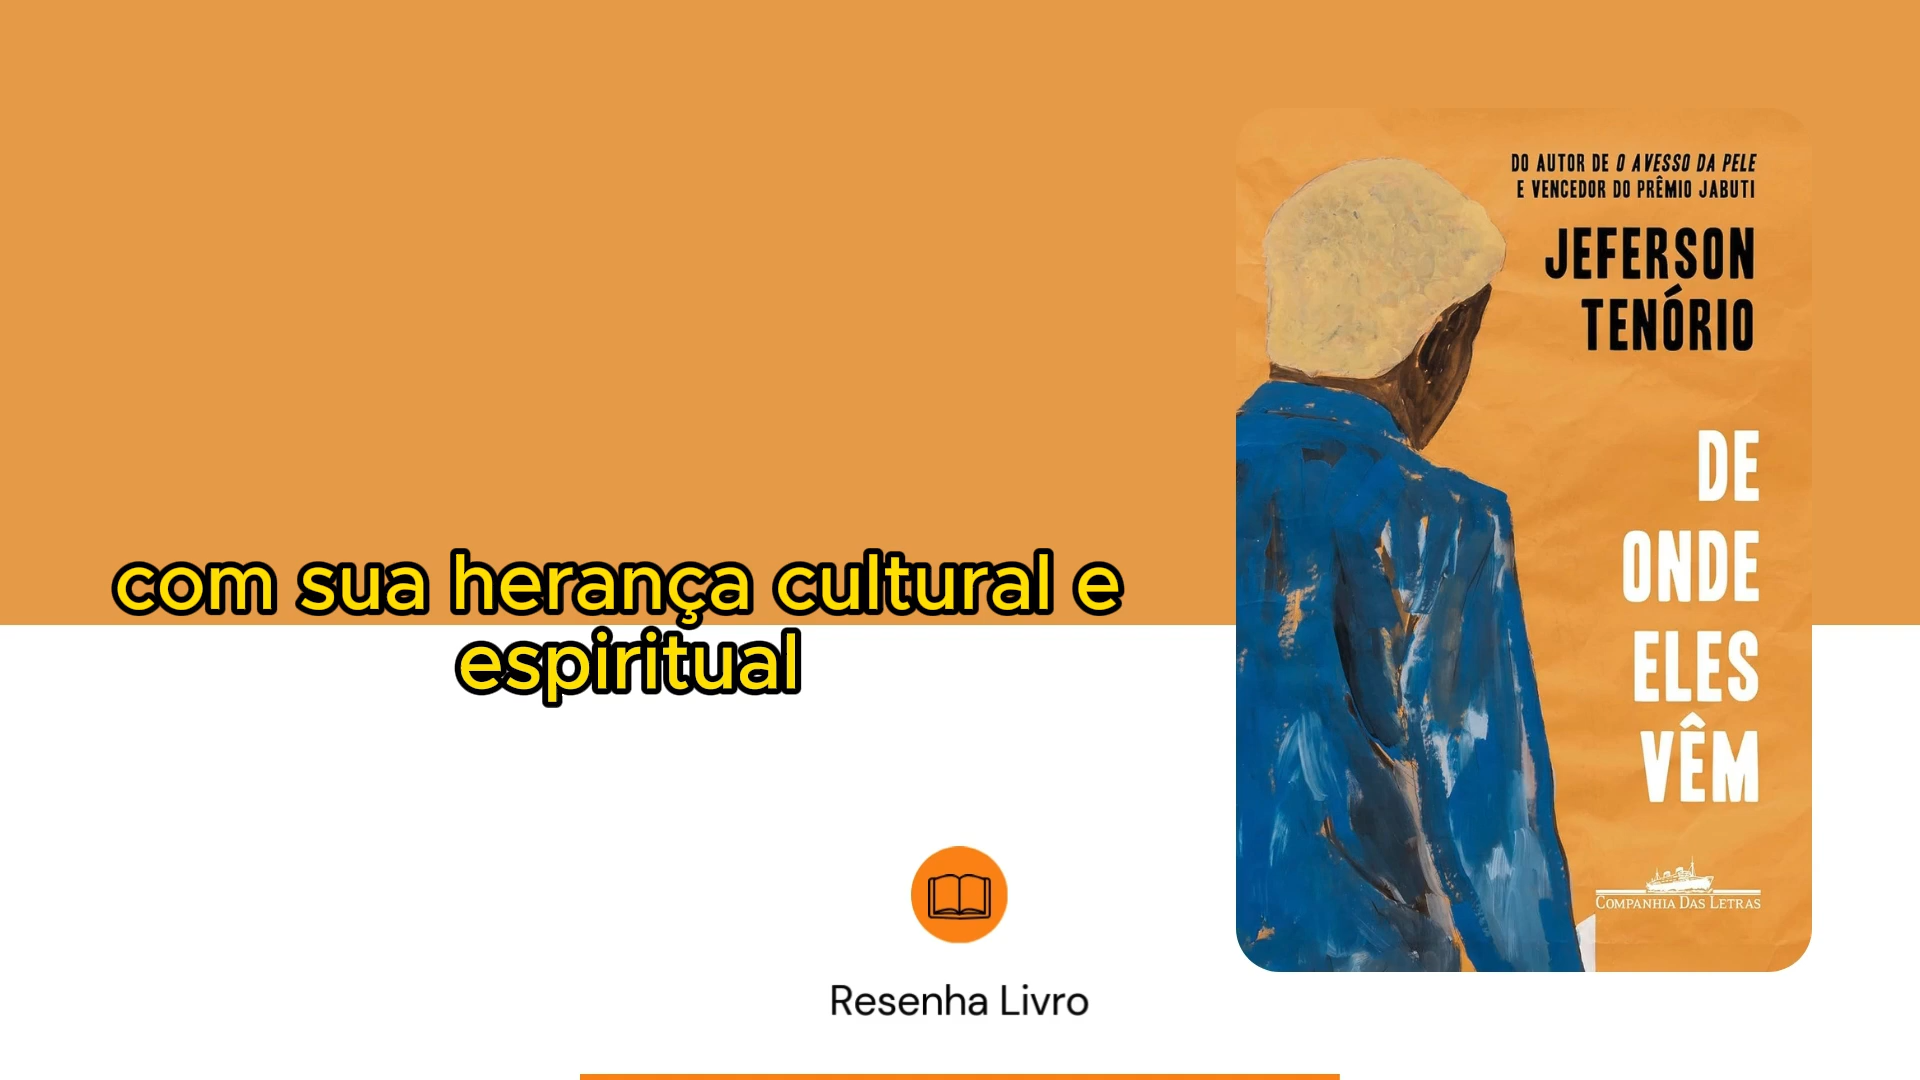 com sua herança cultural e
espiritual
Resenha Livro
DO AUTOR DE O AVESSO DA PELE
E VENCEDOR DO PRÊMIO JABUTI
JEFERSON
TENÓRIO
DE
ONDE
ELES
VÊM
COMPANHIA DAS LETRAS